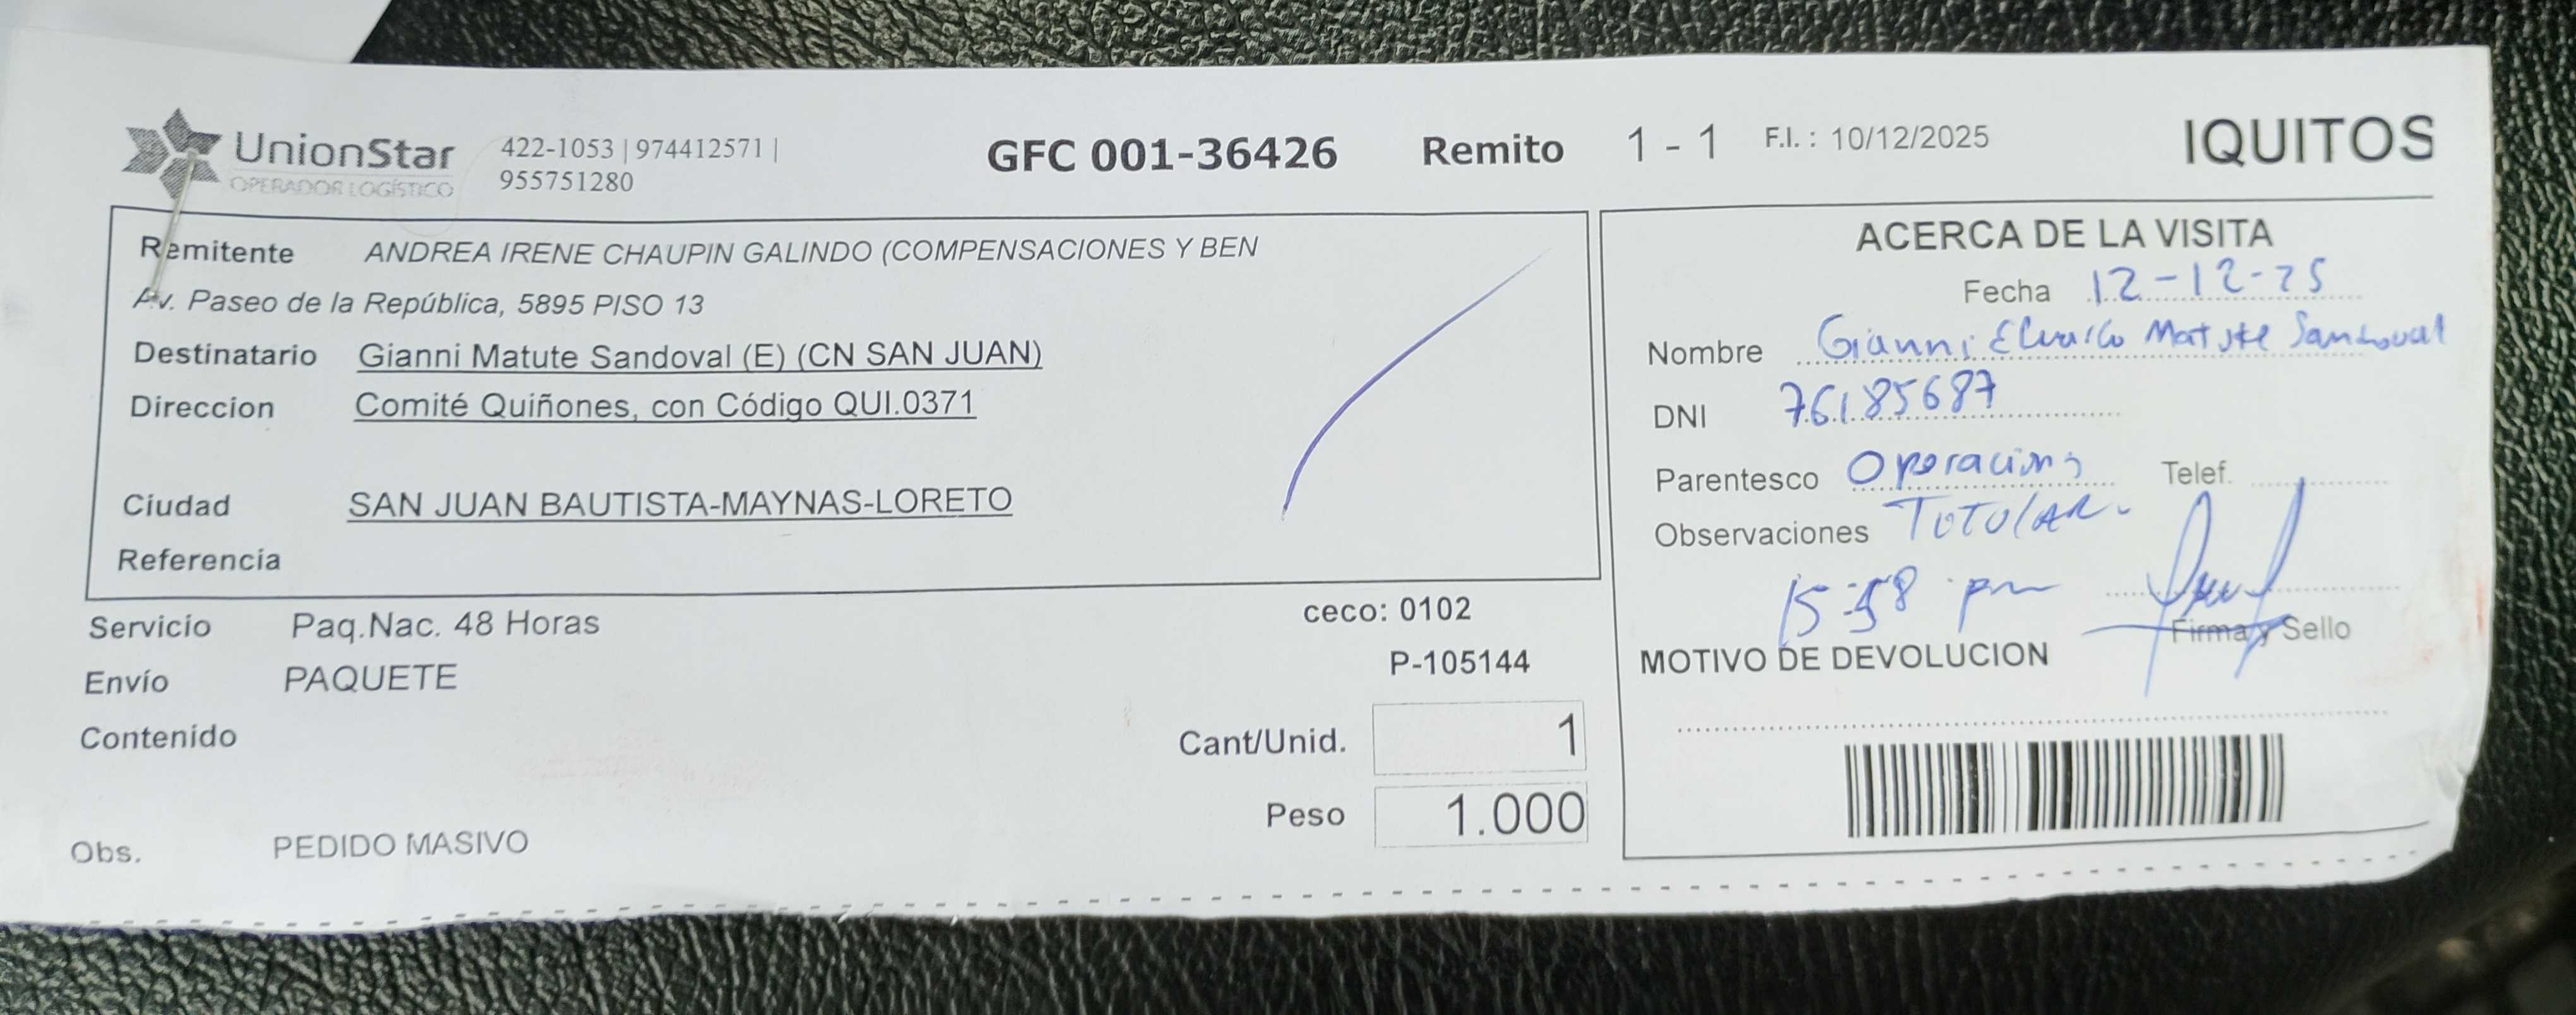 UnionStar
OPERADOR LOGÍSTICO
422-1053 | 974412571 |
955751280
GFC 001-36426
Remito 1 - 1
F.I. : 10/12/2025
IQUITOS
Remitente ANDREA IRENE CHAUPIN GALINDO (COMPENSACIONES Y BEN
Av. Paseo de la República, 5895 PISO 13
Destinatario Gianni Matute Sandoval (E) (CN SAN JUAN)
Direccion Comité Quiñones, con Código QUI.0371
Ciudad SAN JUAN BAUTISTA-MAYNAS-LORETO
Referencia
Servicio Paq.Nac. 48 Horas
Envío PAQUETE
Contenido
Obs. PEDIDO MASIVO
ceco: 0102
P-105144
Cant/Unid. 1
Peso 1.000
ACERCA DE LA VISITA
Fecha 12-12-25
Nombre Gianni Matute Sandoval
DNI 76185687
Parentesco Operaciones Telef.
Observaciones TUTULAR.
15:58 pm
Firma y Sello
MOTIVO DE DEVOLUCION